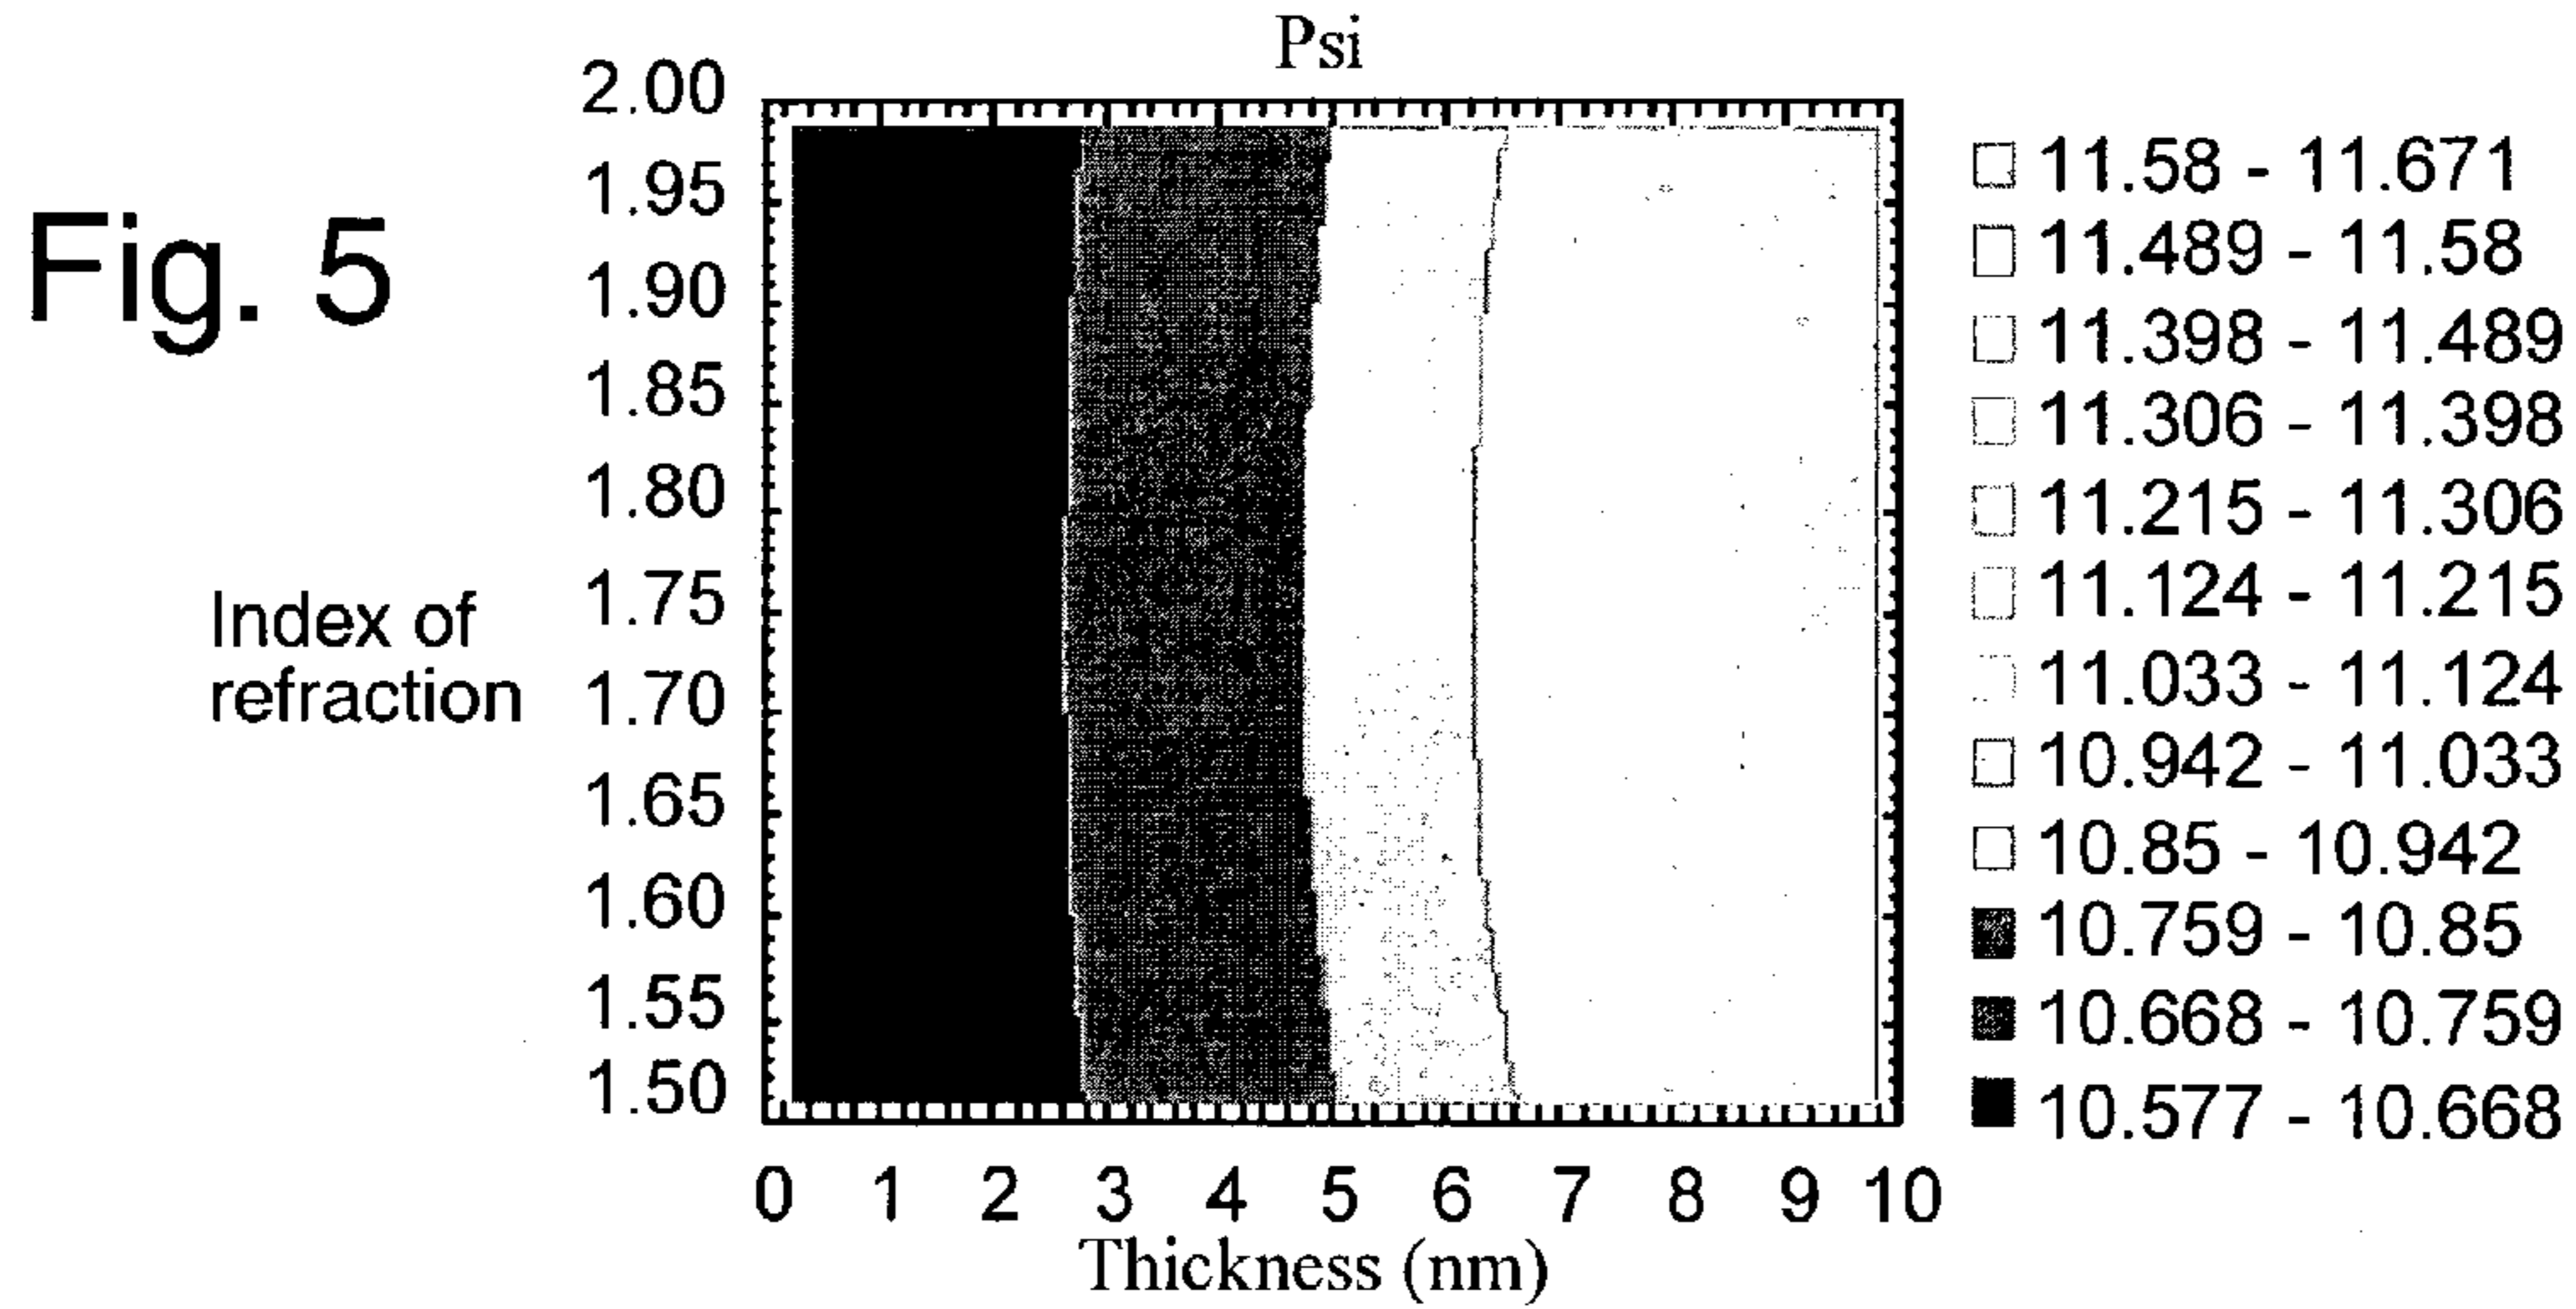 Fig. 5
Psi
2.00
1.95
1.90
1.85
1.80
1.75
1.70
1.65
1.60
1.55
1.50
Index of
refraction
0 1 2 3 4 5 6 7 8 9 10
Thickness (nm)
11.58 - 11.671
11.489 - 11.58
11.398 - 11.489
11.306 - 11.398
11.215 - 11.306
11.124 - 11.215
11.033 - 11.124
10.942 - 11.033
10.85 - 10.942
10.759 - 10.85
10.668 - 10.759
10.577 - 10.668